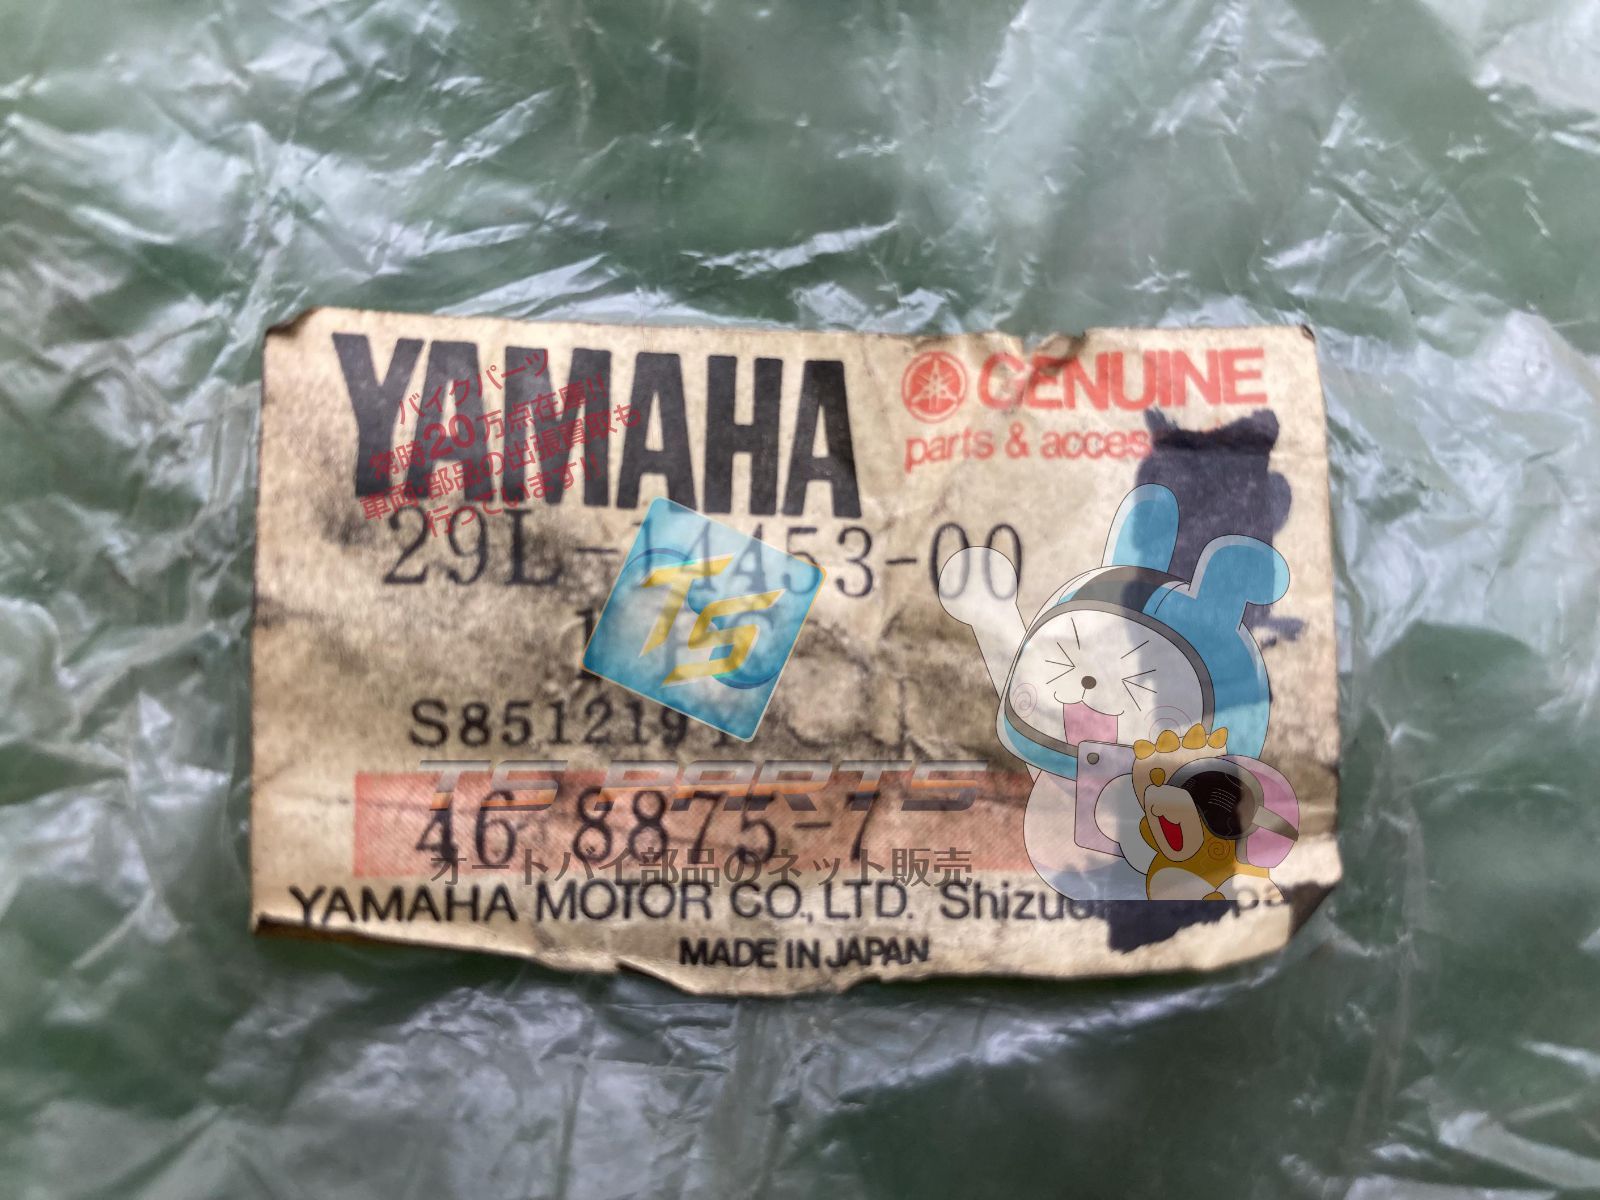 YAMAHA
GENUINE
parts & acces
バイクパーツ
常時20万点在庫!!
車両・部品の出張買取も
行っています!!
29L-14453-00
TS
S851219
TS PARTS
46 8875-7
オートバイ部品のネット販売
YAMAHA MOTOR CO., LTD.
MADE IN JAPAN